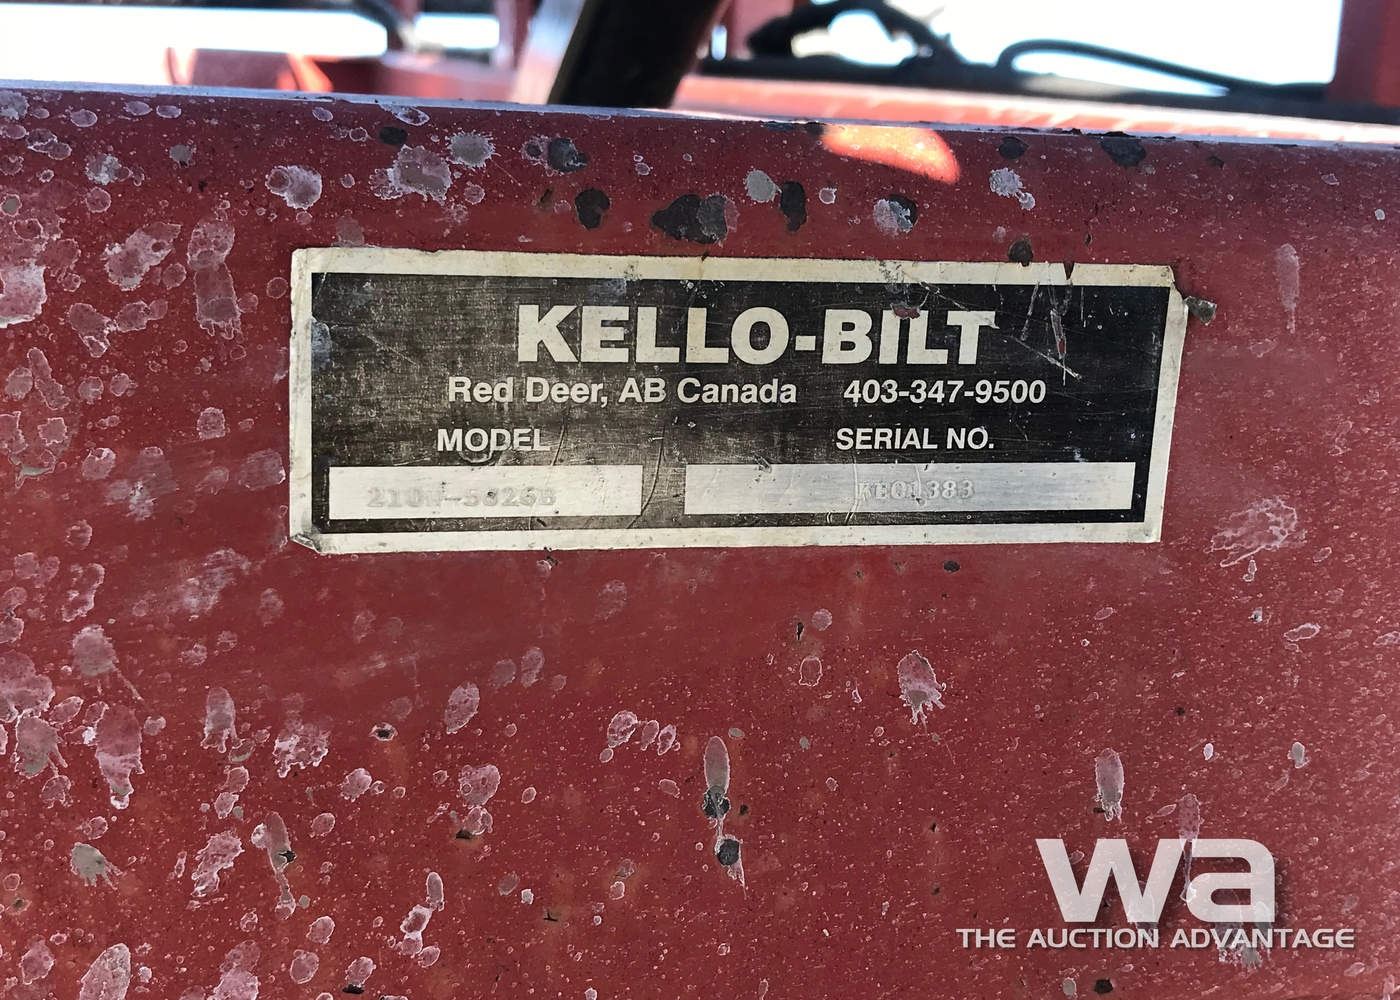 KELLO-BILT
Red Deer, AB Canada 403-347-9500
MODEL SERIAL NO.
wa
THE AUCTION ADVANTAGE